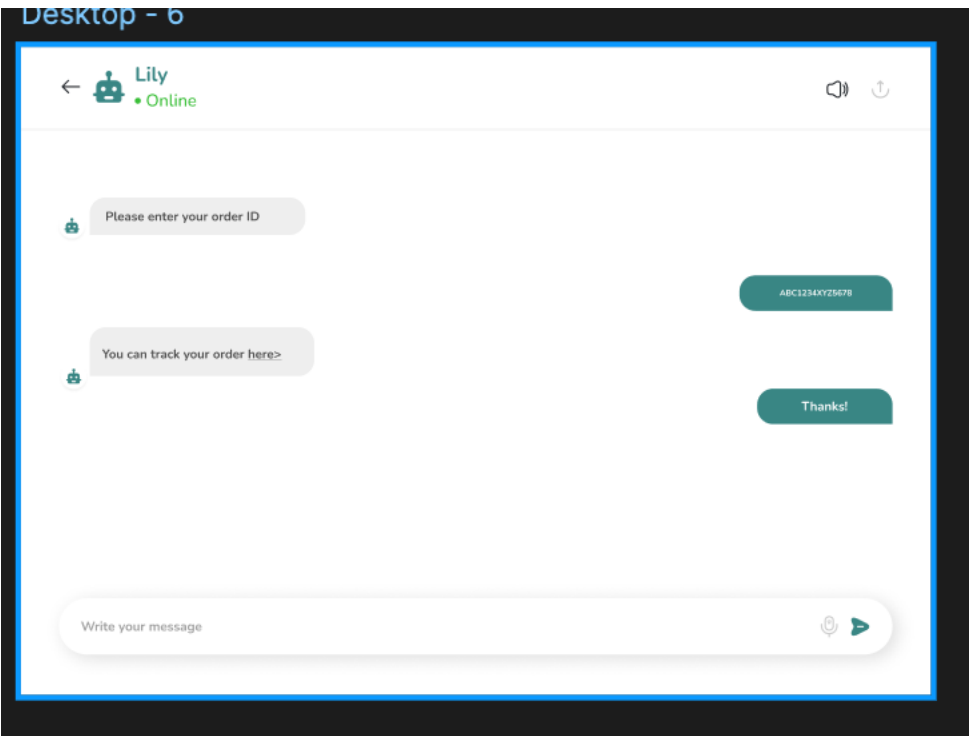 Desktop - 6
Lily
• Online
Please enter your order ID
ABC1234XYZ5678
You can track your order here>
Thanks!
Write your message